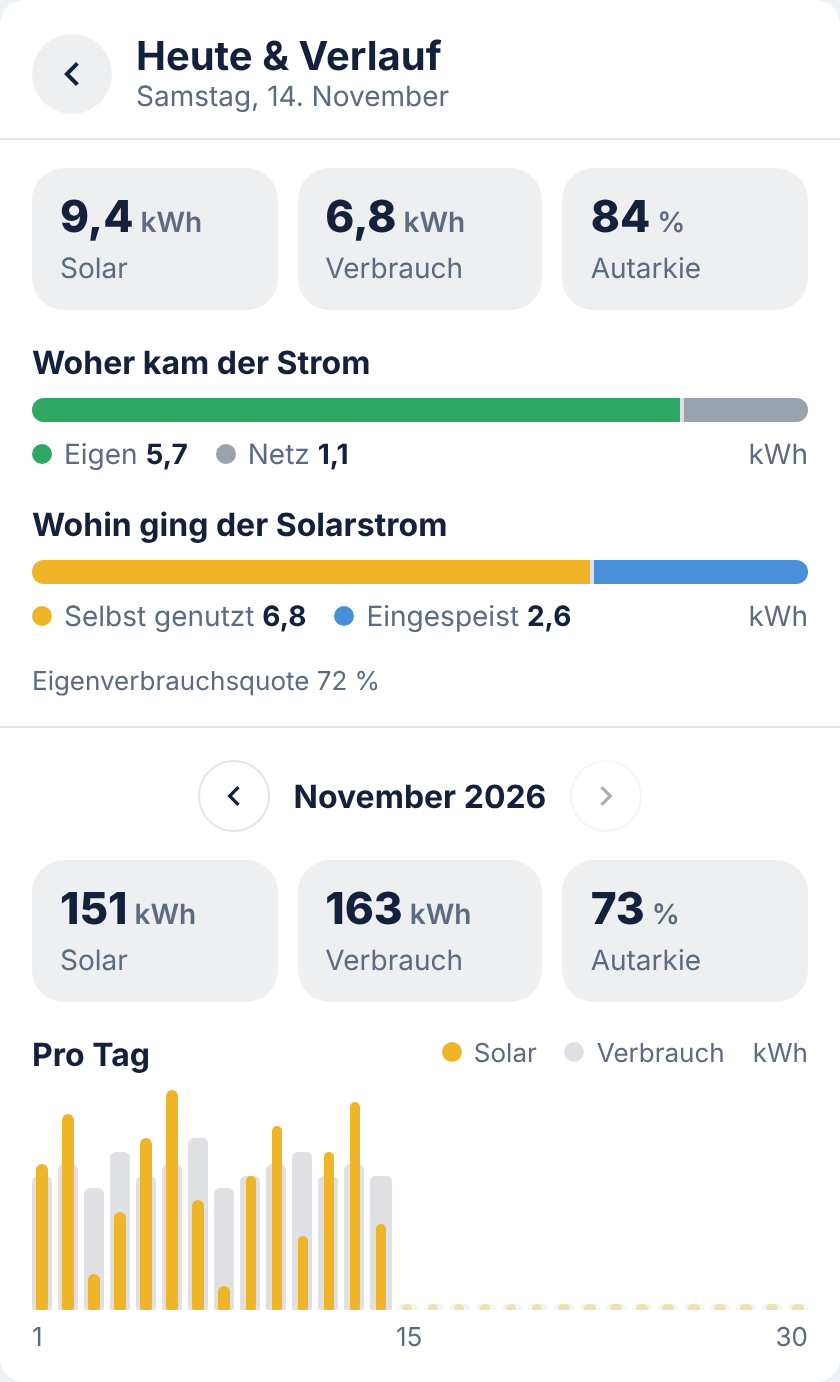 Heute & Verlauf
Samstag, 14. November
9,4 kWh
Solar
6,8 kWh
Verbrauch
84 %
Autarkie
Woher kam der Strom
Eigen 5,7 Netz 1,1 kWh
Wohin ging der Solarstrom
Selbst genutzt 6,8 Eingespeist 2,6 kWh
Eigenverbrauchsquote 72 %
November 2026
151 kWh
Solar
163 kWh
Verbrauch
73 %
Autarkie
Pro Tag Solar Verbrauch kWh
1 15 30